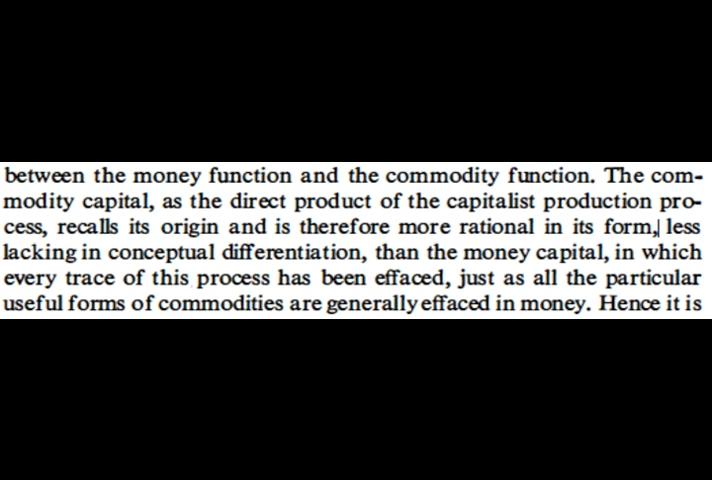 between the money function and the commodity function. The com-
modity capital, as the direct product of the capitalist production pro-
cess, recalls its origin and is therefore more rational in its form, less
lacking in conceptual differentiation, than the money capital, in which
every trace of this process has been effaced, just as all the particular
useful forms of commodities are generally effaced in money. Hence it is